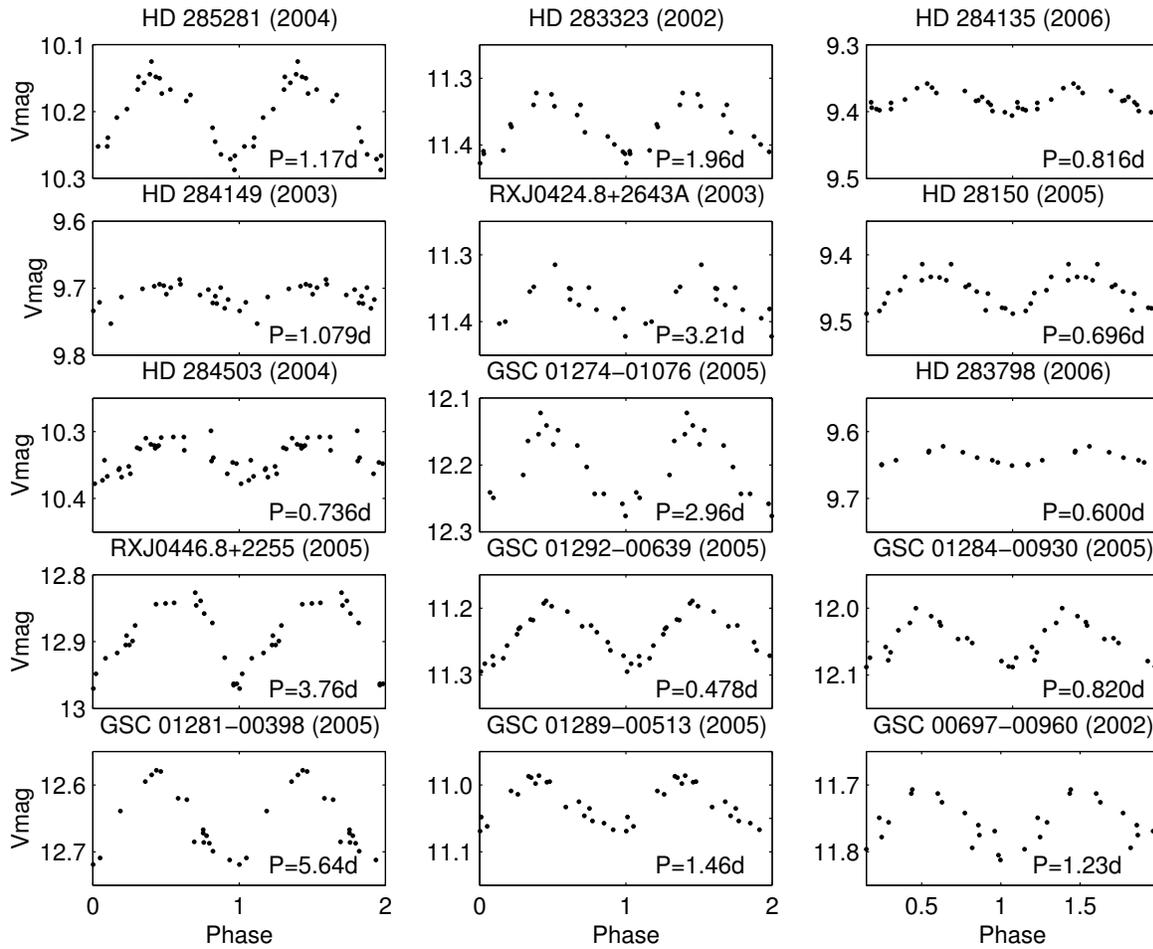 HD 285281 (2004)
HD 283323 (2002)
HD 284135 (2006)
Vmag
10.1
10.2
10.3
P=1.17d
11.3
11.4
P=1.96d
9.3
9.4
9.5
P=0.816d
HD 284149 (2003)
RXJ0424.8+2643A (2003)
HD 28150 (2005)
Vmag
9.6
9.7
9.8
P=1.079d
11.3
11.4
P=3.21d
9.4
9.5
P=0.696d
HD 284503 (2004)
GSC 01274−01076 (2005)
HD 283798 (2006)
Vmag
10.3
10.4
P=0.736d
12.1
12.2
12.3
P=2.96d
9.6
9.7
P=0.600d
RXJ0446.8+2255 (2005)
GSC 01292−00639 (2005)
GSC 01284−00930 (2005)
Vmag
12.8
12.9
13
P=3.76d
11.2
11.3
P=0.478d
12.0
12.1
P=0.820d
GSC 01281−00398 (2005)
GSC 01289−00513 (2005)
GSC 00697−00960 (2002)
Vmag
12.6
12.7
P=5.64d
11.0
11.1
P=1.46d
11.7
11.8
P=1.23d
0 1 2
0 1 2
0.5 1 1.5
Phase
Phase
Phase